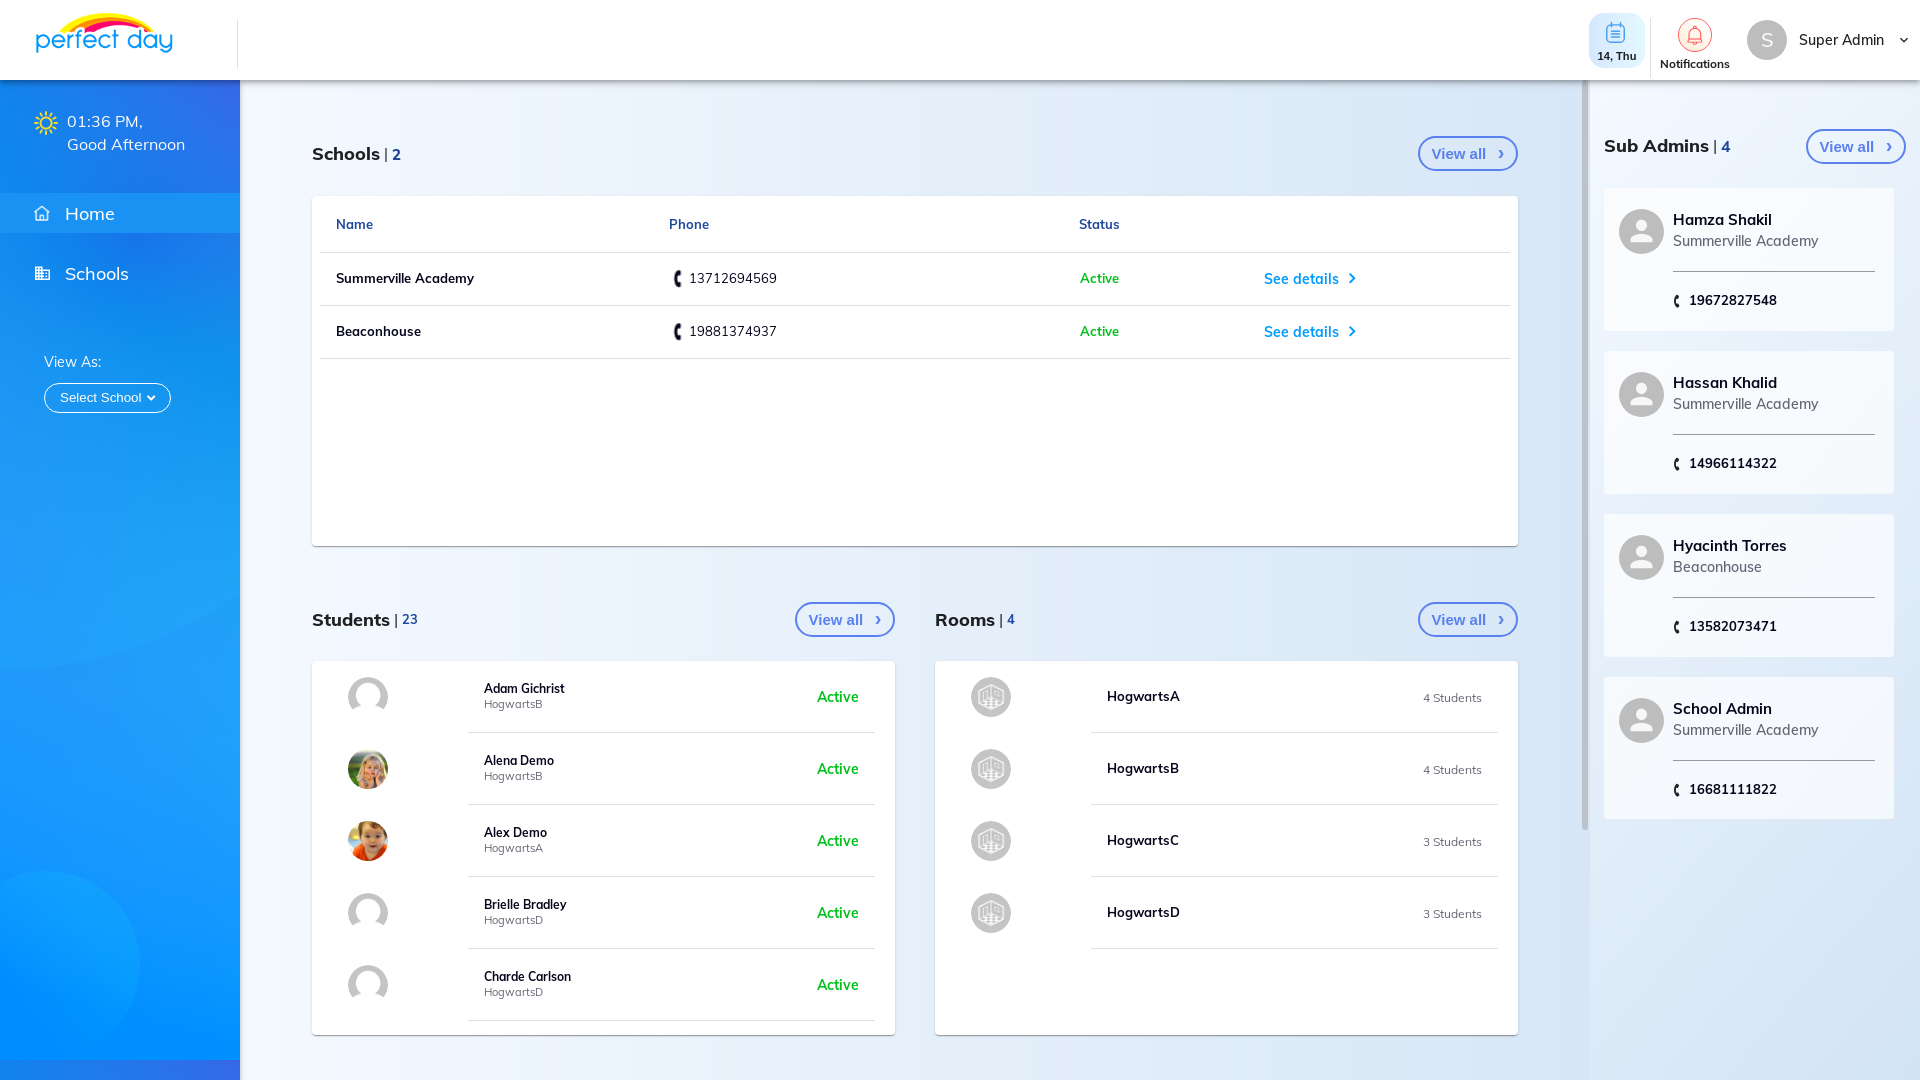 perfect day
14, Thu
Notifications
S
Super Admin
01:36 PM,
Good Afternoon
Home
Schools
View As:
Select School
Schools | 2
View all ›
Name Phone Status
Summerville Academy 13712694569 Active See details
Beaconhouse 19881374937 Active See details
Students | 23
View all ›
Adam Gichrist
HogwartsB
Active
Alena Demo
HogwartsB
Active
Alex Demo
HogwartsA
Active
Brielle Bradley
HogwartsD
Active
Charde Carlson
HogwartsD
Active
Rooms | 4
View all ›
HogwartsA 4 Students
HogwartsB 4 Students
HogwartsC 3 Students
HogwartsD 3 Students
Sub Admins | 4
View all ›
Hamza Shakil
Summerville Academy
19672827548
Hassan Khalid
Summerville Academy
14966114322
Hyacinth Torres
Beaconhouse
13582073471
School Admin
Summerville Academy
16681111822